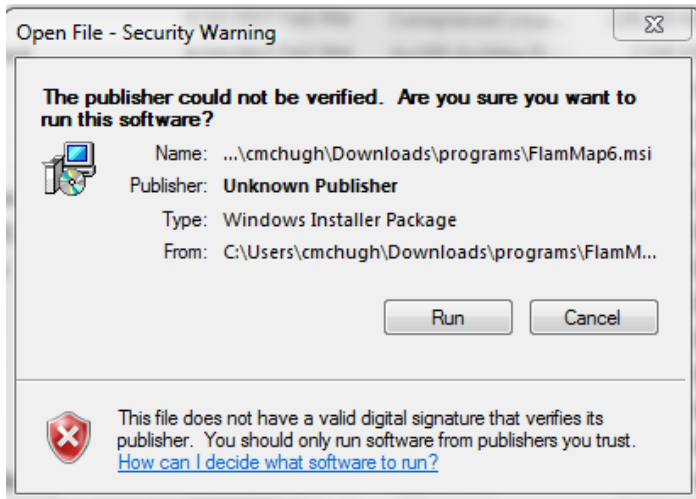 Open File - Security Warning
The publisher could not be verified.  Are you sure you want to
run this software?
Name: ...\cmchugh\Downloads\programs\FlamMap6.msi
Publisher: Unknown Publisher
Type: Windows Installer Package
From: C:\Users\cmchugh\Downloads\programs\FlamM...
Run Cancel
This file does not have a valid digital signature that verifies its
publisher.  You should only run software from publishers you trust.
How can I decide what software to run?